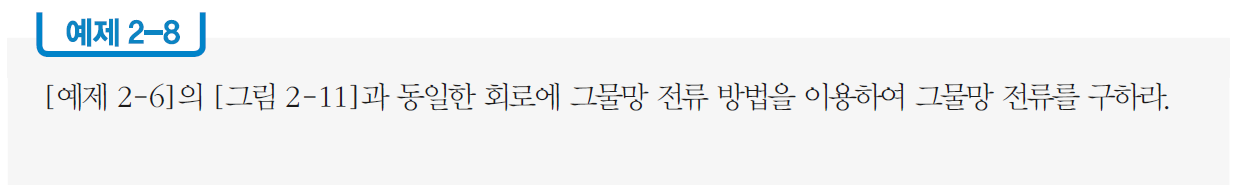 예제 2-8
[예제 2-6]의 [그림 2-11]과 동일한 회로에 그물망 전류 방법을 이용하여 그물망 전류를 구하라.